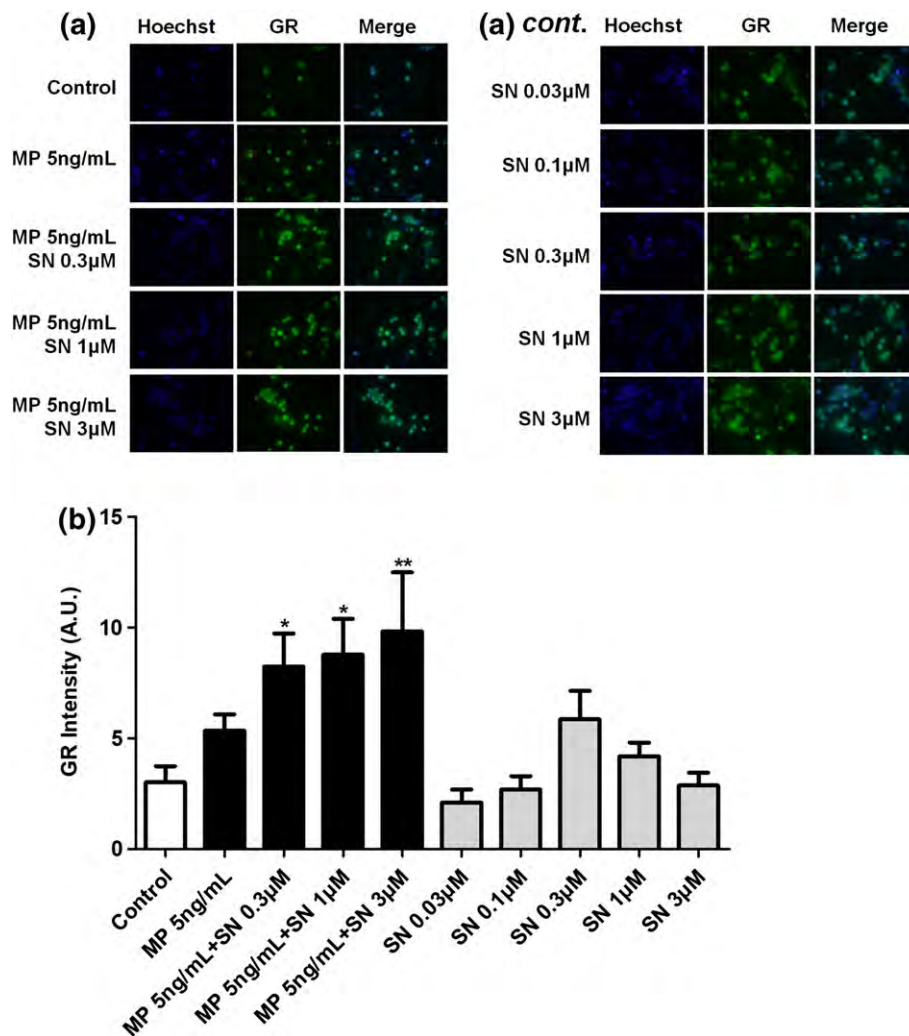 (a) Hoechst GR Merge
Control
MP 5ng/mL
MP 5ng/mL
SN 0.3µM
MP 5ng/mL
SN 1µM
MP 5ng/mL
SN 3µM
(a) cont. Hoechst GR Merge
SN 0.03µM
SN 0.1µM
SN 0.3µM
SN 1µM
SN 3µM
(b)
GR Intensity (A.U.)
15
10
5
0
*
*
**
Control
MP 5ng/mL
MP 5ng/mL+SN 0.3µM
MP 5ng/mL+SN 1µM
MP 5ng/mL+SN 3µM
SN 0.03µM
SN 0.1µM
SN 0.3µM
SN 1µM
SN 3µM